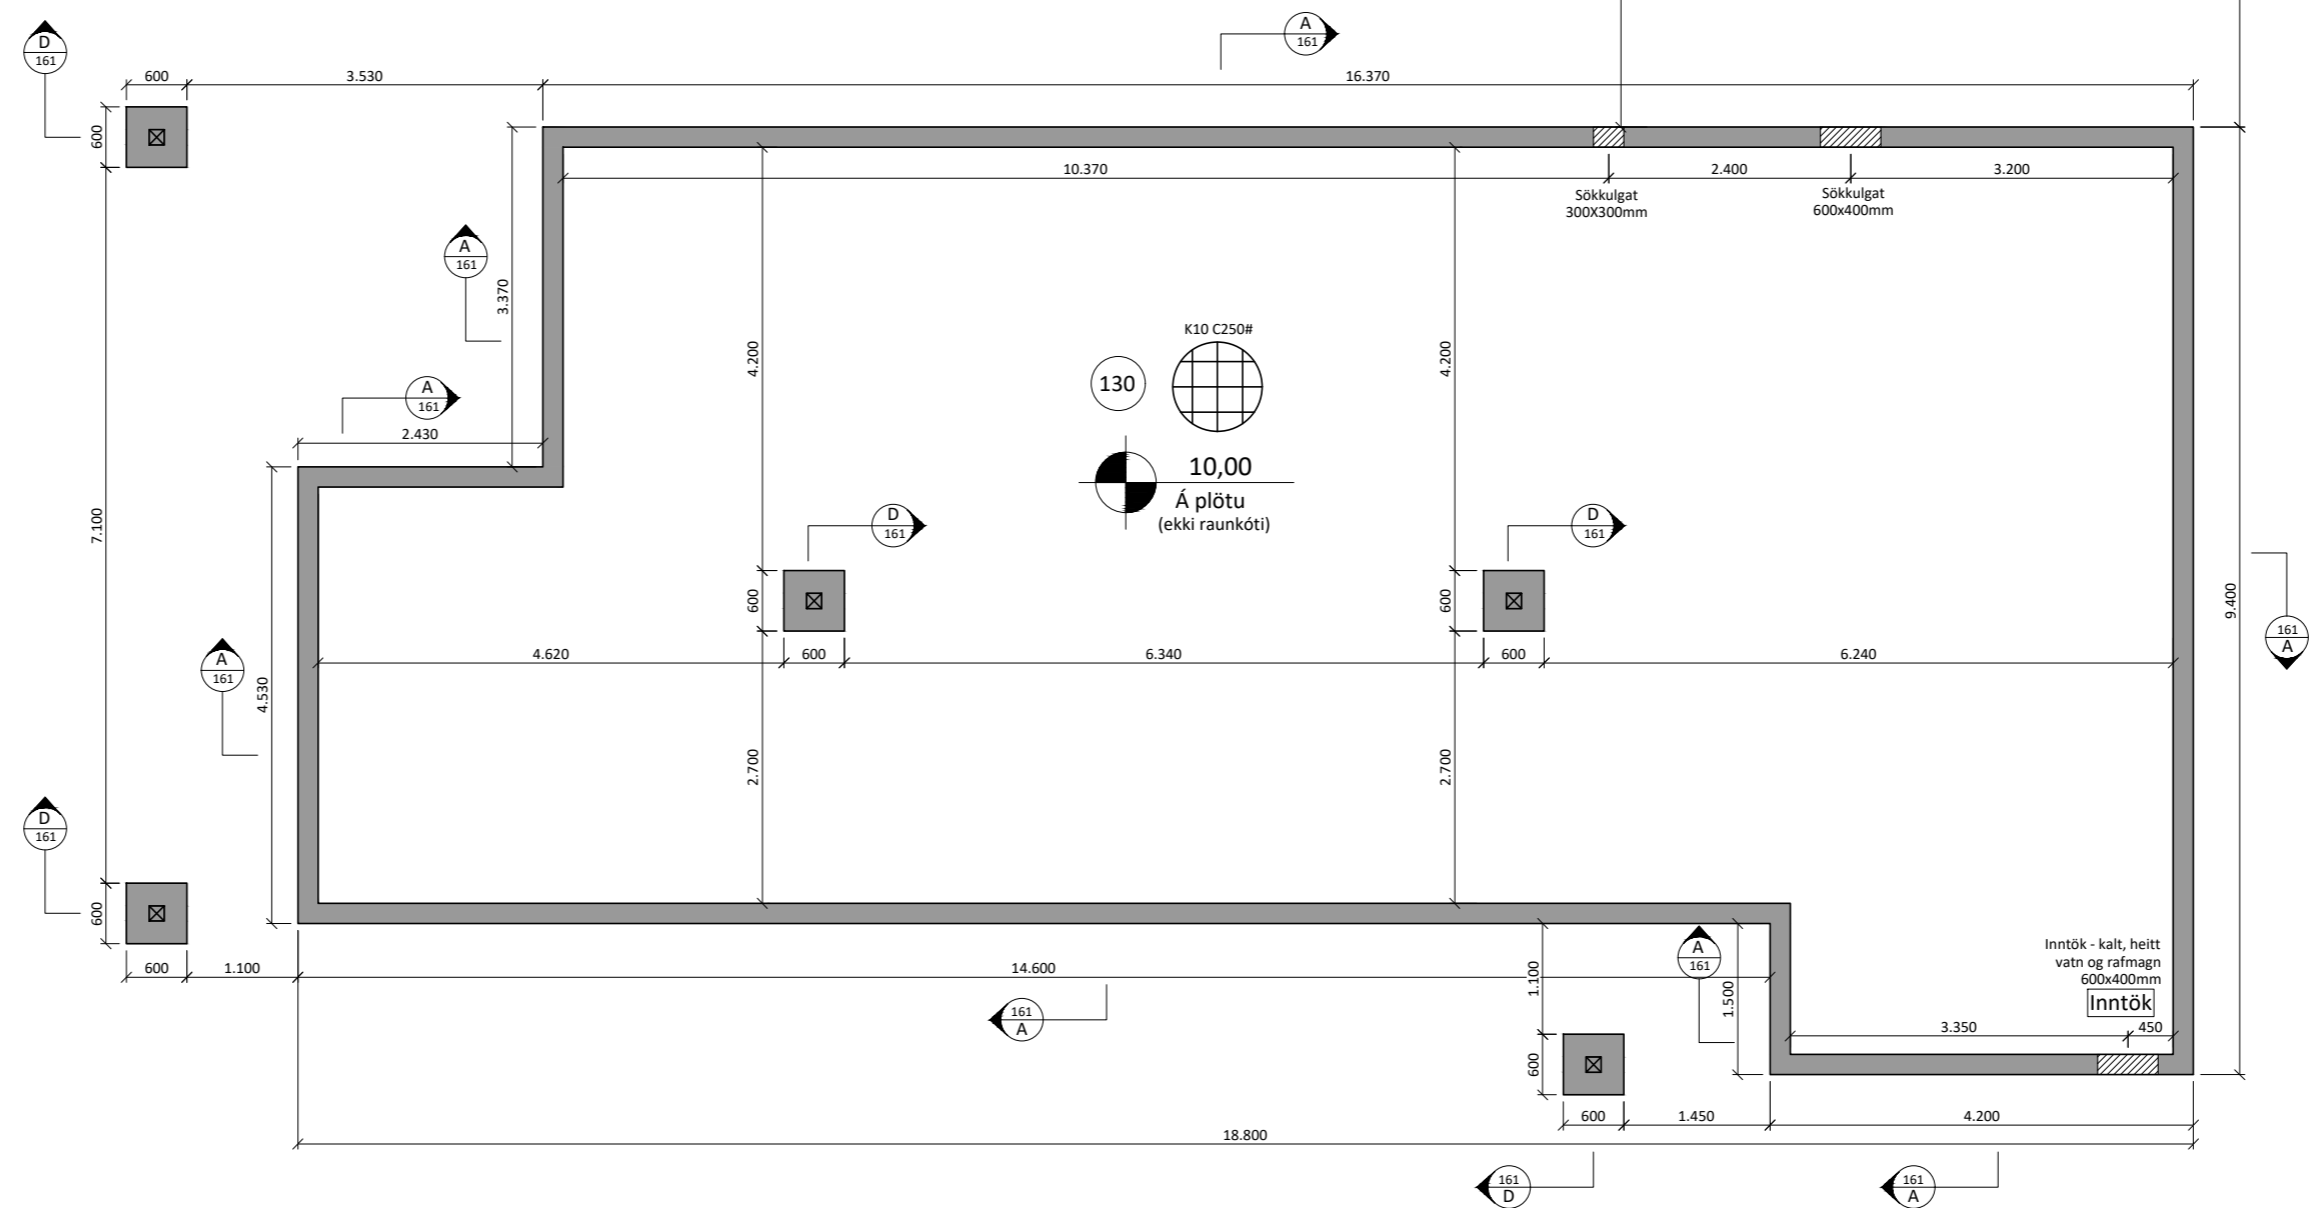 A
161
D
161
600
3.530
16.370
600
10.370
2.400
3.200
Sökkulgat
300X300mm
Sökkulgat
600x400mm
A
161
3.370
K10 C250#
130
4.200
4.200
A
161
2.430
10,00
Á plötu
(ekki raunkóti)
7.100
D
161
D
161
600
600
9.400
161
A
A
161
4.530
4.620
600
6.340
600
6.240
2.700
2.700
D
161
600
600
1.100
14.600
161
A
1.100
A
161
1.500
Inntök - kalt, heitt
vatn og rafmagn
600x400mm
Inntök
3.350
450
600
600
1.450
4.200
18.800
161
D
161
A